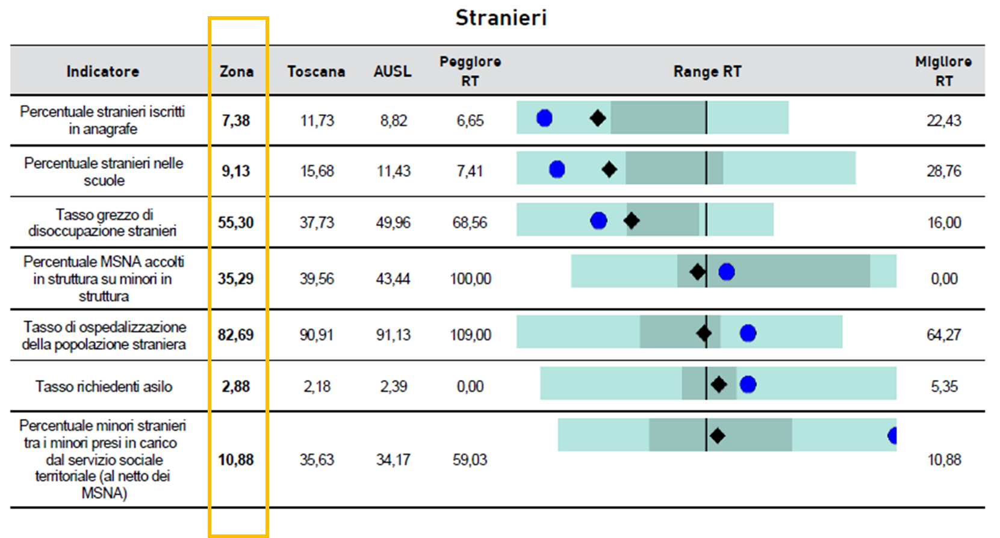 Stranieri
Indicatore Zona Toscana AUSL Peggiore RT Range RT Migliore RT
Percentuale stranieri iscritti
in anagrafe
7,38 11,73 8,82 6,65 22,43
Percentuale stranieri nelle
scuole
9,13 15,68 11,43 7,41 28,76
Tasso grezzo di
disoccupazione stranieri
55,30 37,73 49,96 68,56 16,00
Percentuale MSNA accolti
in struttura su minori in
struttura
35,29 39,56 43,44 100,00 0,00
Tasso di ospedalizzazione
della popolazione straniera
82,69 90,91 91,13 109,00 64,27
Tasso richiedenti asilo
2,88 2,18 2,39 0,00 5,35
Percentuale minori stranieri
tra i minori presi in carico
dal servizio sociale
territoriale (al netto dei
MSNA)
10,88 35,63 34,17 59,03 10,88